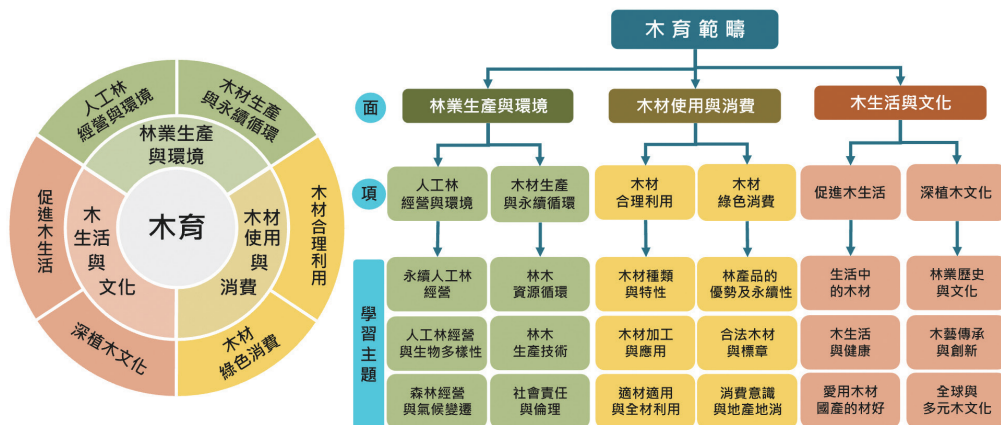 人工林
經營與環境
木材生產
與永續循環
林業生產
與環境
促進木生活
木
生活
與
文化
木育
木材
使用
與
消費
木材合理利用
深植木文化
木材
綠色消費
木育範疇
面
林業生產與環境
木材使用與消費
木生活與文化
項
人工林
經營與環境
木材生產
與永續循環
木材
合理利用
木材
綠色消費
促進木生活
深植木文化
學習主題
永續人工林
經營
林木
資源循環
木材種類
與特性
林產品的
優勢及永續性
生活中
的木材
林業歷史
與文化
人工林經營
與生物多樣性
林木
生產技術
木材加工
與應用
合法木材
與標章
木生活
與健康
木藝傳承
與創新
森林經營
與氣候變遷
社會責任
與倫理
適材適用
與全材利用
消費意識
與地產地消
愛用木材
國產的材好
全球與
多元木文化